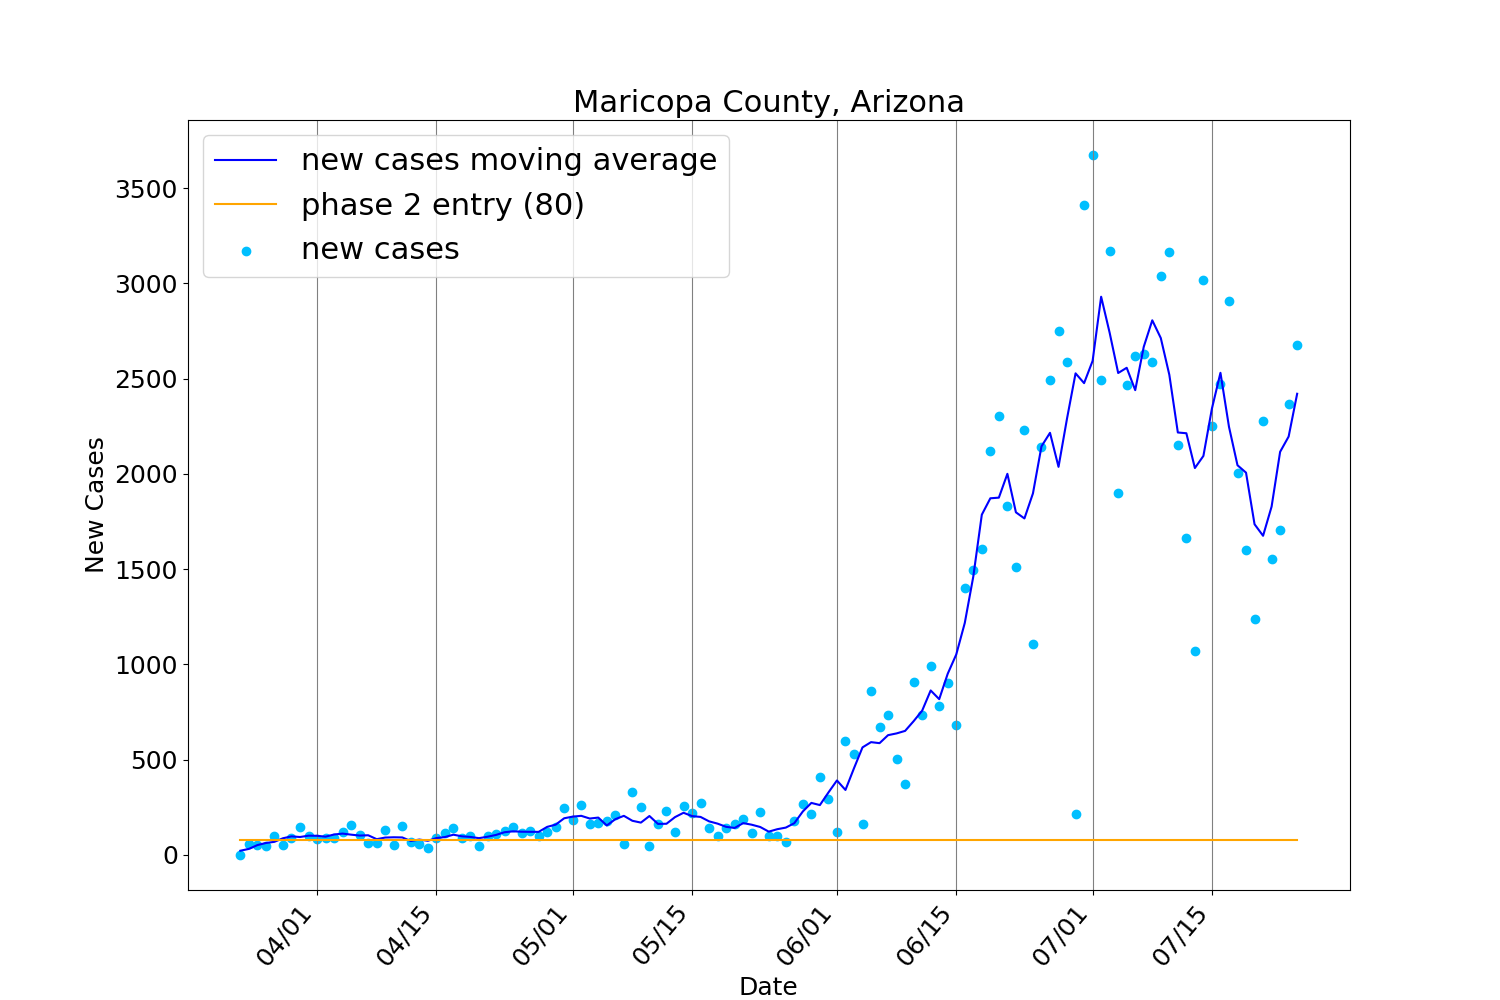 Maricopa County, Arizona
new cases moving average
phase 2 entry (80)
new cases
New Cases
3500
3000
2500
2000
1500
1000
500
0
04/01
04/15
05/01
05/15
06/01
06/15
07/01
07/15
Date